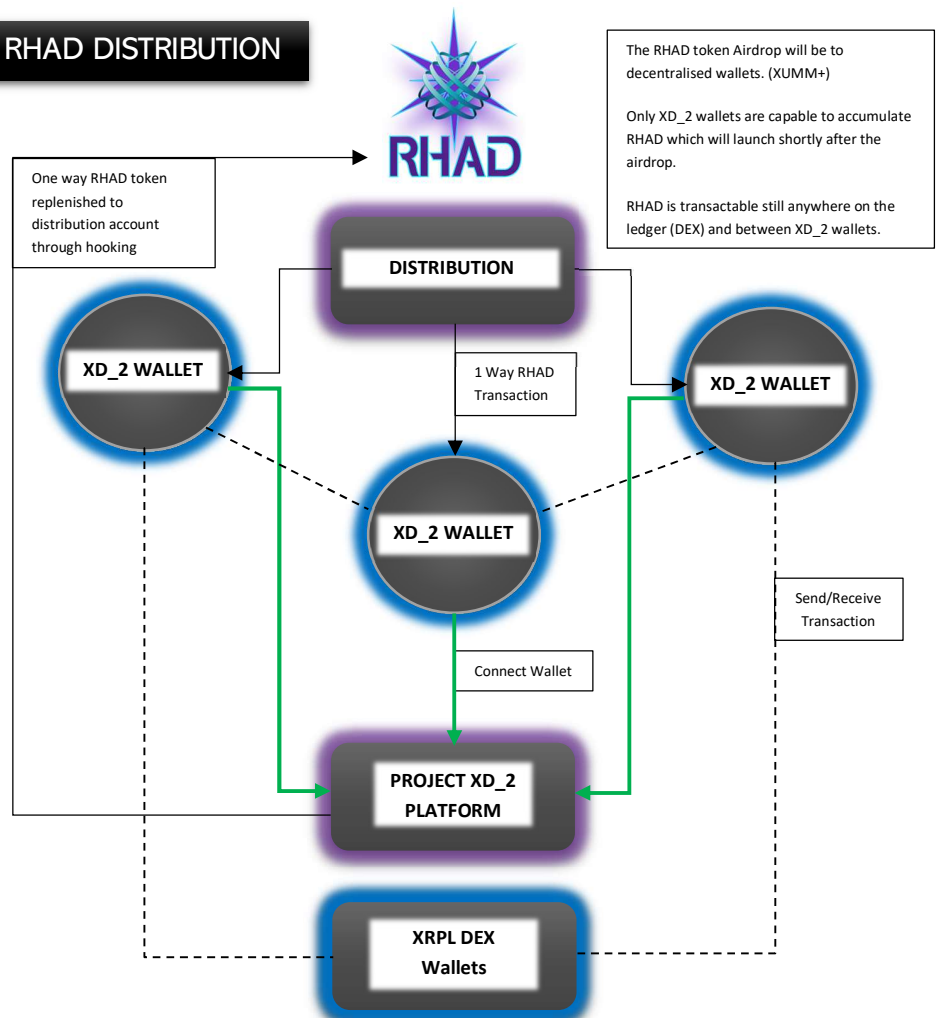 RHAD DISTRIBUTION
RHAD
The RHAD token Airdrop will be to
decentralised wallets. (XUMM+)
Only XD_2 wallets are capable to accumulate
RHAD which will launch shortly after the
airdrop.
RHAD is transactable still anywhere on the
ledger (DEX) and between XD_2 wallets.
One way RHAD token
replenished to
distribution account
through hooking
DISTRIBUTION
XD_2 WALLET
1 Way RHAD
Transaction
XD_2 WALLET
XD_2 WALLET
Send/Receive
Transaction
Connect Wallet
PROJECT XD_2
PLATFORM
XRPL DEX
Wallets